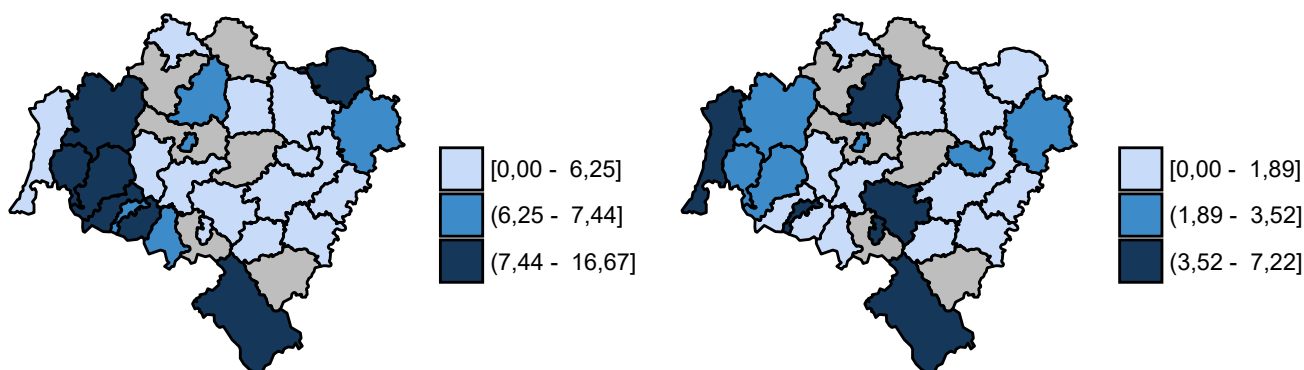 [0,00 - 6,25]
(6,25 - 7,44]
(7,44 - 16,67]
[0,00 - 1,89]
(1,89 - 3,52]
(3,52 - 7,22]